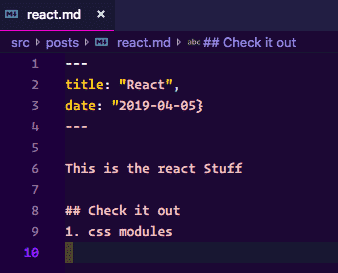 react.md ×
src > posts > react.md > abc ## Check it out
1 ---
2 title: "React",
3 date: "2019-04-05}
4 ---
5
6 This is the react Stuff
7
8 ## Check it out
9 1. css modules
10